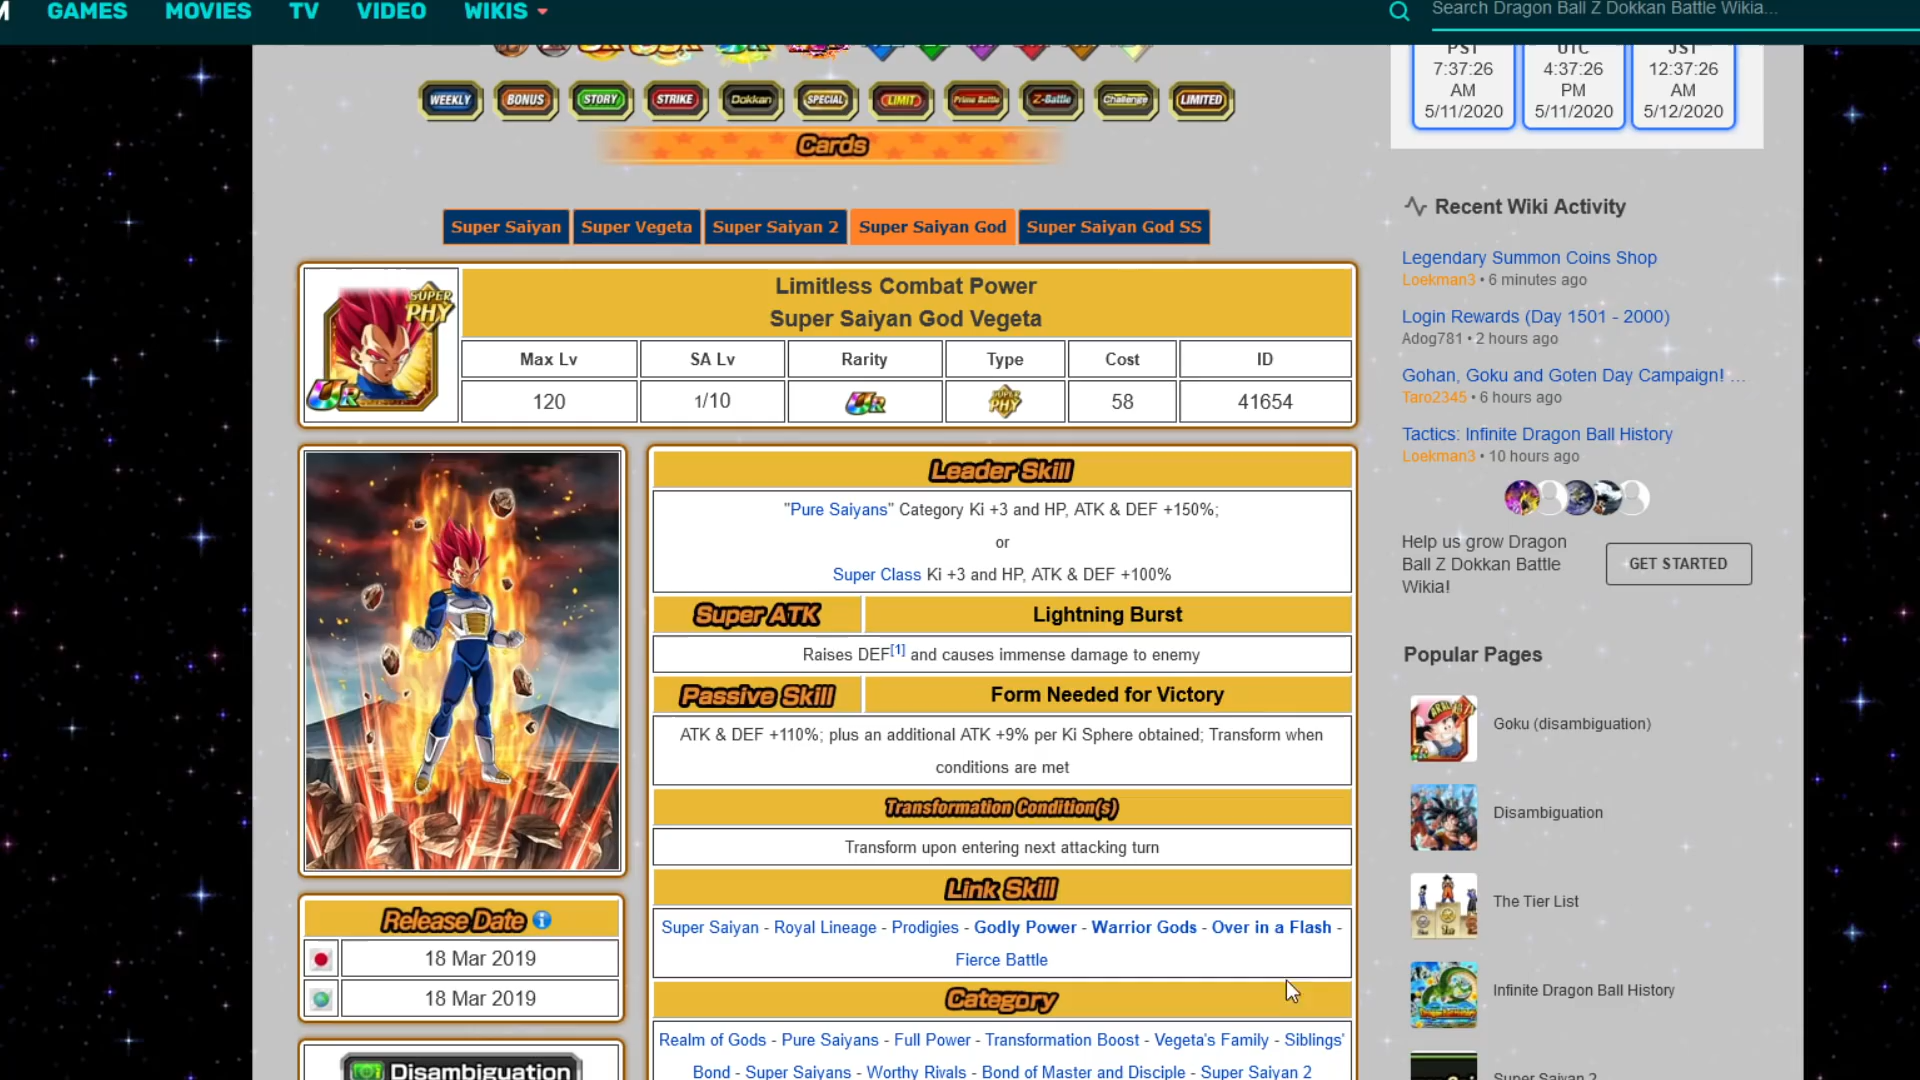 GAMES MOVIES TV VIDEO WIKIS
Search Dragon Ball Z Dokkan Battle Wikia...
WEEKLY BONUS STORY STRIKE Dokkan SPECIAL LIMIT Prime Battle Z-Battle Challenge LIMITED
Cards
PST UTC JST
7:37:26 AM 5/11/2020
4:37:26 PM 5/11/2020
12:37:26 AM 5/12/2020
Super Saiyan Super Vegeta Super Saiyan 2 Super Saiyan God Super Saiyan God SS
SUPER PHY
UR
Limitless Combat Power
Super Saiyan God Vegeta
Max Lv SA Lv Rarity Type Cost ID
120 1/10 UR SUPER PHY 58 41654
Leader Skill
"Pure Saiyans" Category Ki +3 and HP, ATK & DEF +150%;
or
Super Class Ki +3 and HP, ATK & DEF +100%
Super ATK Lightning Burst
Raises DEF[1] and causes immense damage to enemy
Passive Skill Form Needed for Victory
ATK & DEF +110%; plus an additional ATK +9% per Ki Sphere obtained; Transform when
conditions are met
Transformation Condition(s)
Transform upon entering next attacking turn
Link Skill
Super Saiyan - Royal Lineage - Prodigies - Godly Power - Warrior Gods - Over in a Flash -
Fierce Battle
Category
Realm of Gods - Pure Saiyans - Full Power - Transformation Boost - Vegeta's Family - Siblings'
Bond - Super Saiyans - Worthy Rivals - Bond of Master and Disciple - Super Saiyan 2
Release Date
18 Mar 2019
18 Mar 2019
Disambiguation
Recent Wiki Activity
Legendary Summon Coins Shop
Loekman3 • 6 minutes ago
Login Rewards (Day 1501 - 2000)
Adog781 • 2 hours ago
Gohan, Goku and Goten Day Campaign! ...
Taro2345 • 6 hours ago
Tactics: Infinite Dragon Ball History
Loekman3 • 10 hours ago
Help us grow Dragon
Ball Z Dokkan Battle
Wikia!
GET STARTED
Popular Pages
Goku (disambiguation)
Disambiguation
The Tier List
Infinite Dragon Ball History
Super Saiyan 2